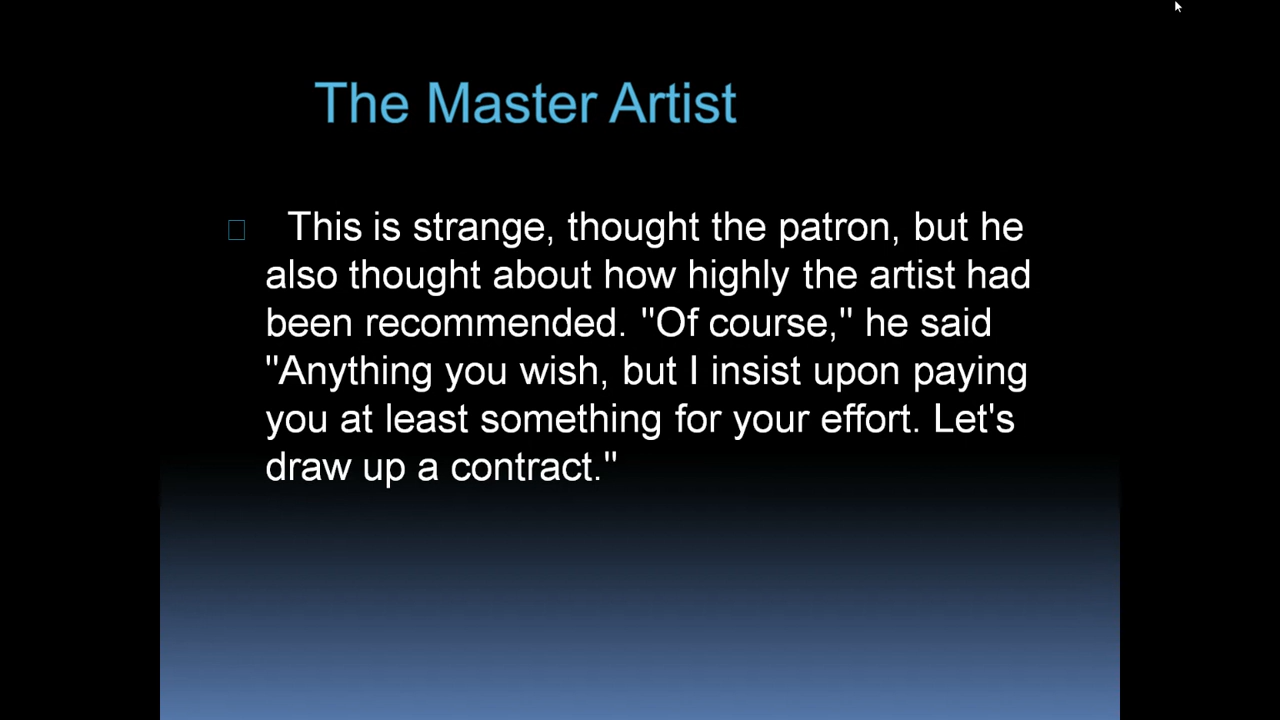 The Master Artist
This is strange, thought the patron, but he
also thought about how highly the artist had
been recommended. "Of course," he said
"Anything you wish, but I insist upon paying
you at least something for your effort. Let's
draw up a contract."